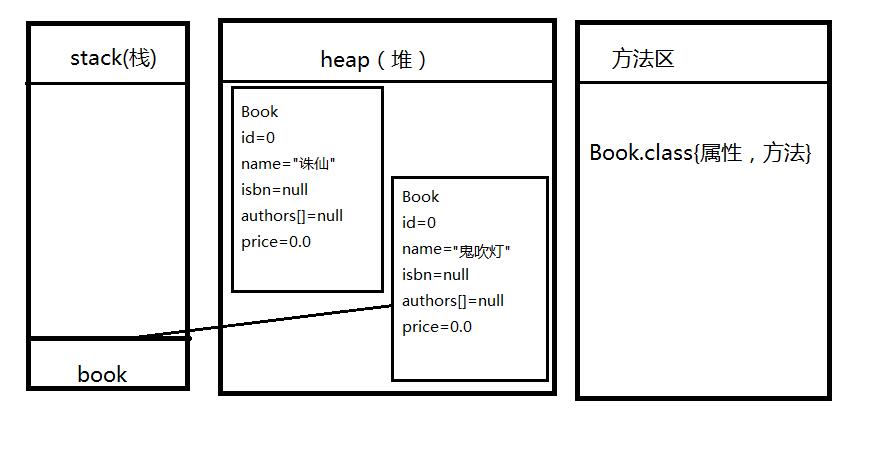 stack(栈)
book
heap（堆）
Book
id=0
name="诛仙"
isbn=null
authors[]=null
price=0.0
Book
id=0
name="鬼吹灯"
isbn=null
authors[]=null
price=0.0
方法区
Book.class{属性，方法}